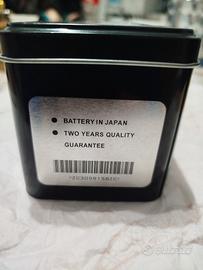 BATTERY IN JAPAN
TWO YEARS QUALITY
GUARANTEE